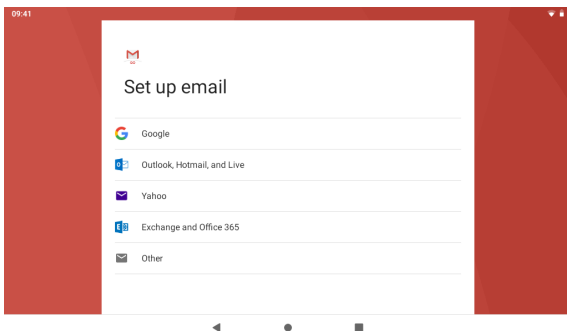 09:41
Set up email
Google
Outlook, Hotmail, and Live
Yahoo
Exchange and Office 365
Other